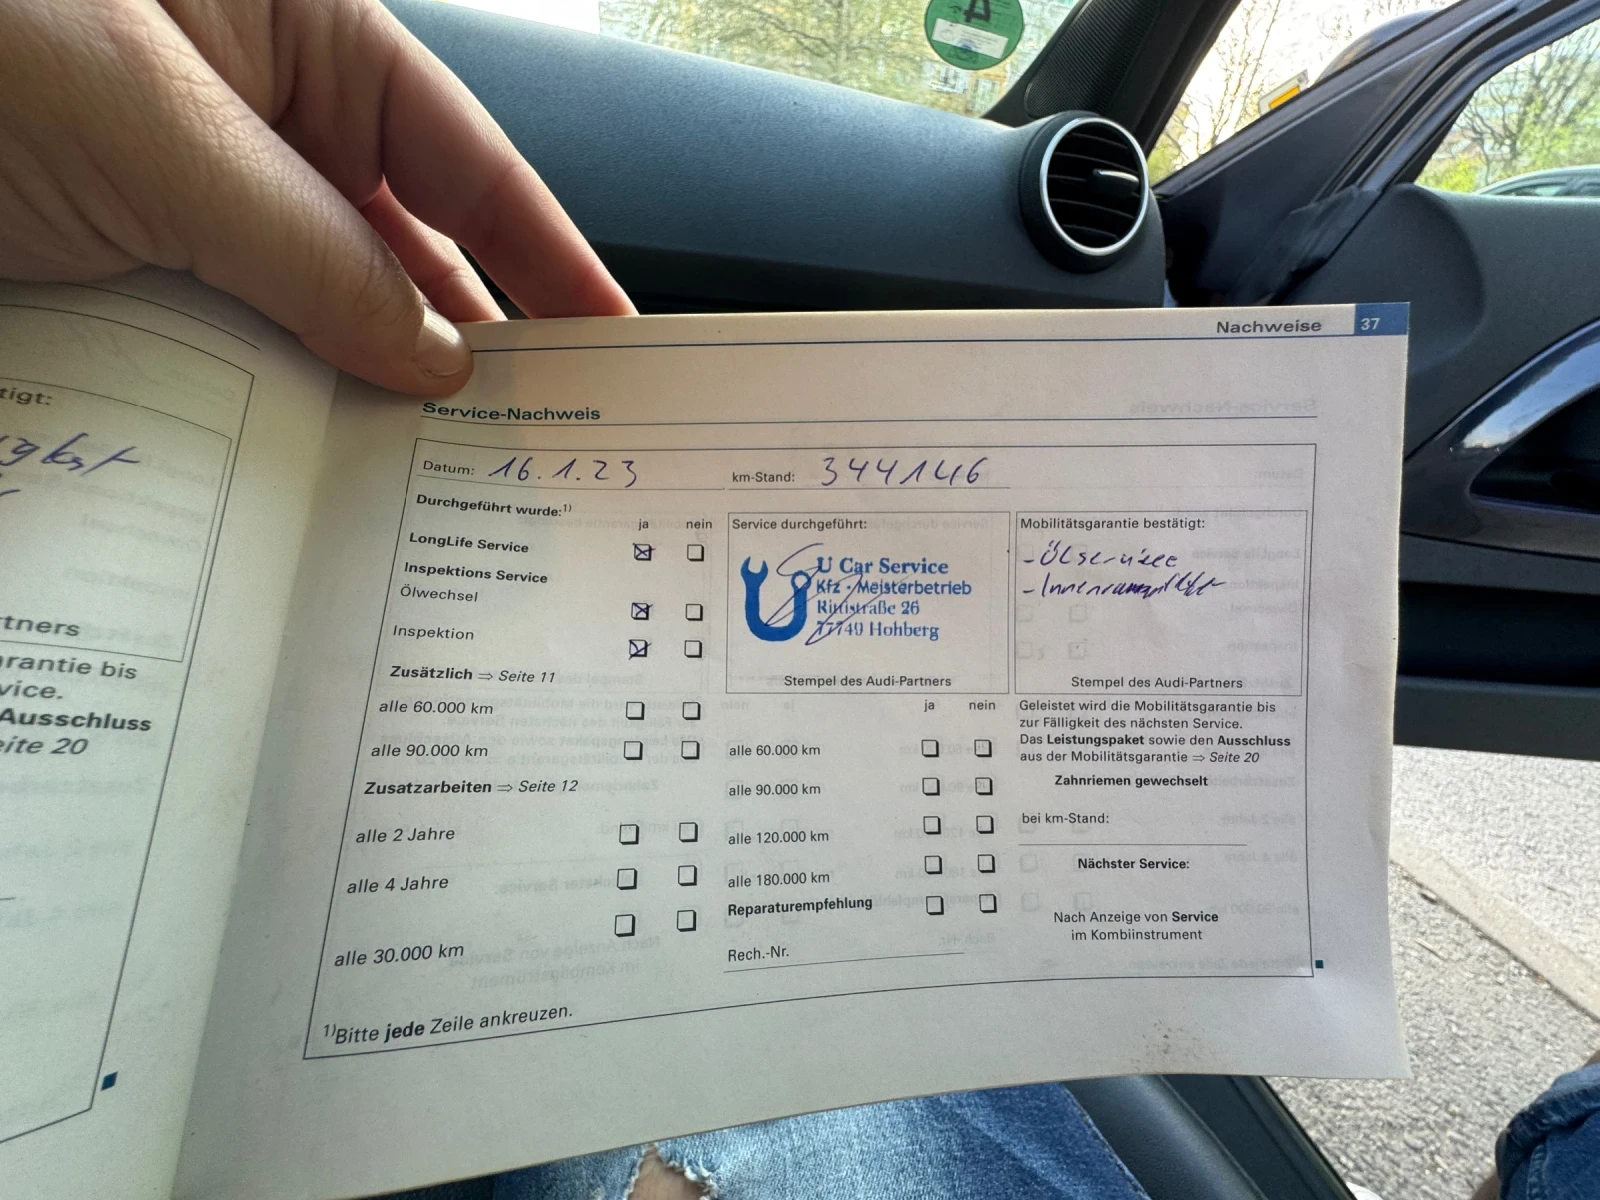 4
Nachweise 37
tigt:
Service-Nachweis
Datum: 16.1.23 km-Stand: 344146
Durchgeführt wurde:1)
ja nein
LongLife Service
Inspektions Service
Ölwechsel
Inspektion
Zusätzlich ⇒ Seite 11
alle 60.000 km
alle 90.000 km
Zusatzarbeiten ⇒ Seite 12
alle 2 Jahre
alle 4 Jahre
alle 30.000 km
1)Bitte jede Zeile ankreuzen.
Service durchgeführt:
U Car Service
Kfz - Meisterbetrieb
77749 Hohberg
Stempel des Audi-Partners
ja nein
alle 60.000 km
alle 90.000 km
alle 120.000 km
alle 180.000 km
Reparaturempfehlung
Rech.-Nr.
Mobilitätsgarantie bestätigt:
- Ölservice
Stempel des Audi-Partners
Geleistet wird die Mobilitätsgarantie bis
zur Fälligkeit des nächsten Service.
Das Leistungspaket sowie den Ausschluss
aus der Mobilitätsgarantie ⇒ Seite 20
Zahnriemen gewechselt
bei km-Stand:
Nächster Service:
Nach Anzeige von Service
im Kombiinstrument
rtners
arantie bis
vice.
Ausschluss
eite 20